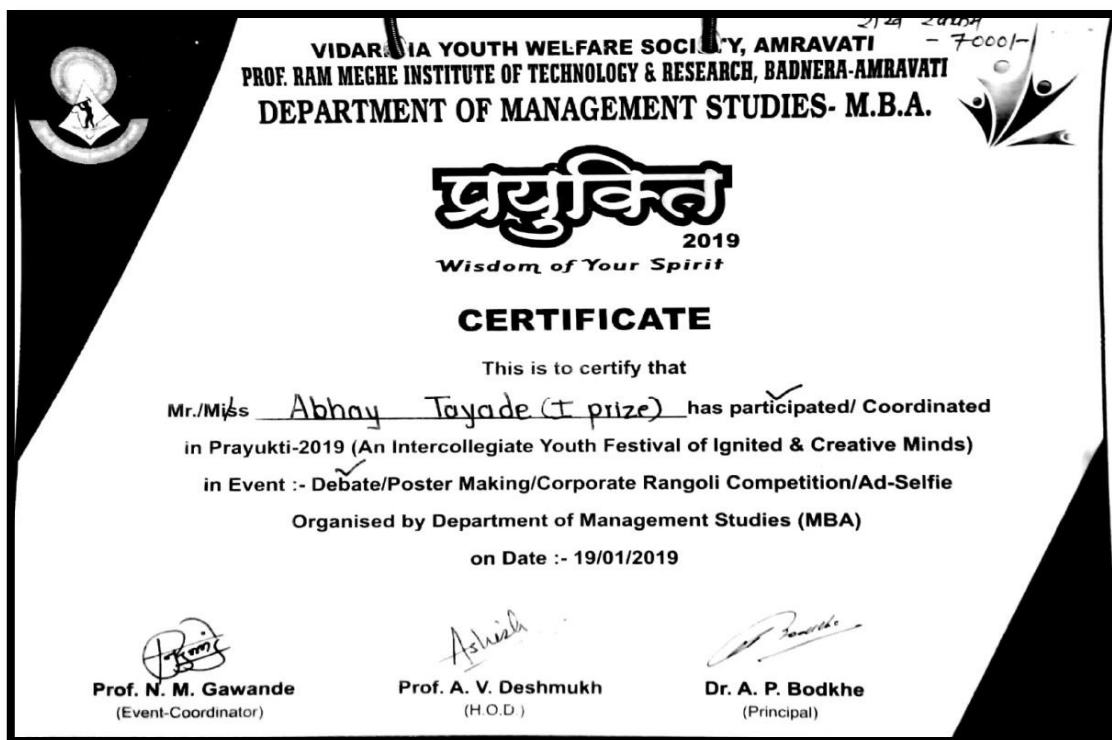 - 7000/-
VIDAR IA YOUTH WELFARE SOCI Y, AMRAVATI
PROF. RAM MEGHE INSTITUTE OF TECHNOLOGY & RESEARCH, BADNERA-AMRAVATI
DEPARTMENT OF MANAGEMENT STUDIES- M.B.A.
प्रयुक्ति
2019
Wisdom of Your Spirit
CERTIFICATE
This is to certify that
Mr./Miss Abhay Tayade (I prize) has participated/ Coordinated
in Prayukti-2019 (An Intercollegiate Youth Festival of Ignited & Creative Minds)
in Event :- Debate/Poster Making/Corporate Rangoli Competition/Ad-Selfie
Organised by Department of Management Studies (MBA)
on Date :- 19/01/2019
Ashish
Prof. N. M. Gawande Prof. A. V. Deshmukh Dr. A. P. Bodkhe
(Event-Coordinator) (H.O.D.) (Principal)